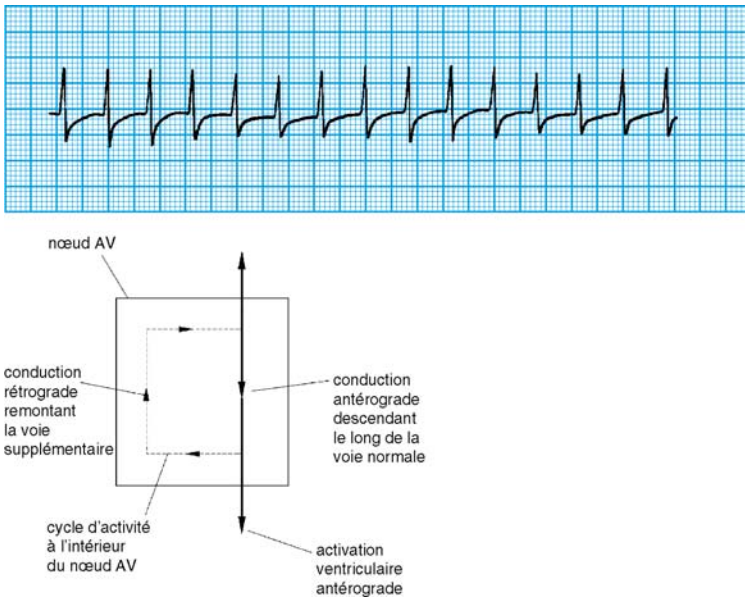 nœud AV
conduction
rétrograde
remontant
la voie
supplémentaire
conduction
antérograde
descendant
le long de la
voie normale
cycle d'activité
à l'intérieur
du nœud AV
activation
ventriculaire
antérograde